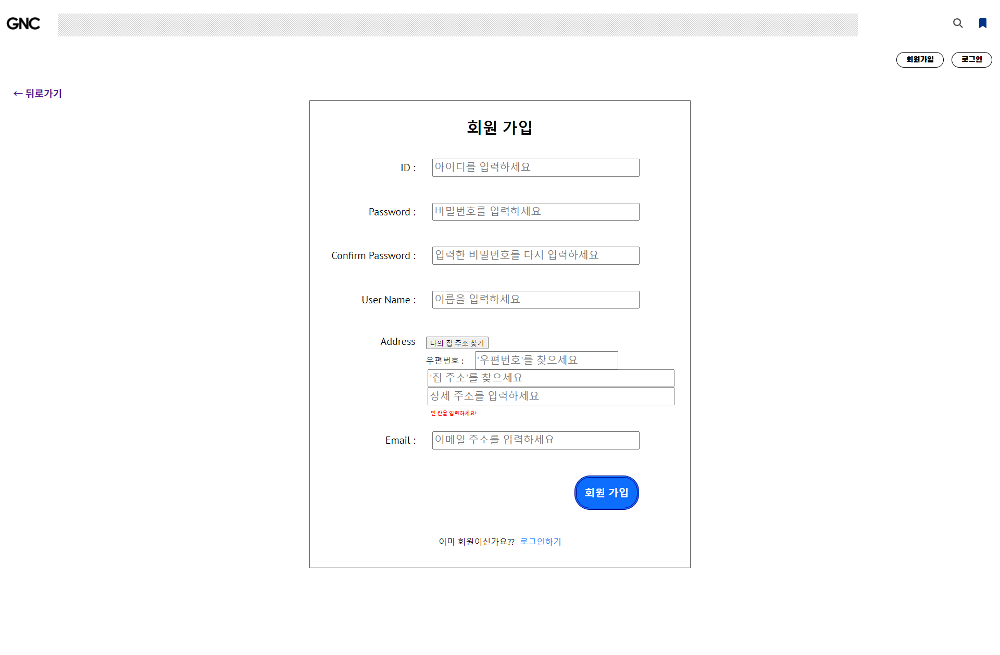 GNC
회원가입 로그인
← 뒤로가기
회원 가입
ID : 아이디를 입력하세요
Password : 비밀번호를 입력하세요
Confirm Password : 입력한 비밀번호를 다시 입력하세요
User Name : 이름을 입력하세요
Address 나의 집 주소 찾기
우편번호 : '우편번호'를 찾으세요
'집 주소'를 찾으세요
상세 주소를 입력하세요
빈 칸을 입력하세요!
Email : 이메일 주소를 입력하세요
회원 가입
이미 회원이신가요?? 로그인하기